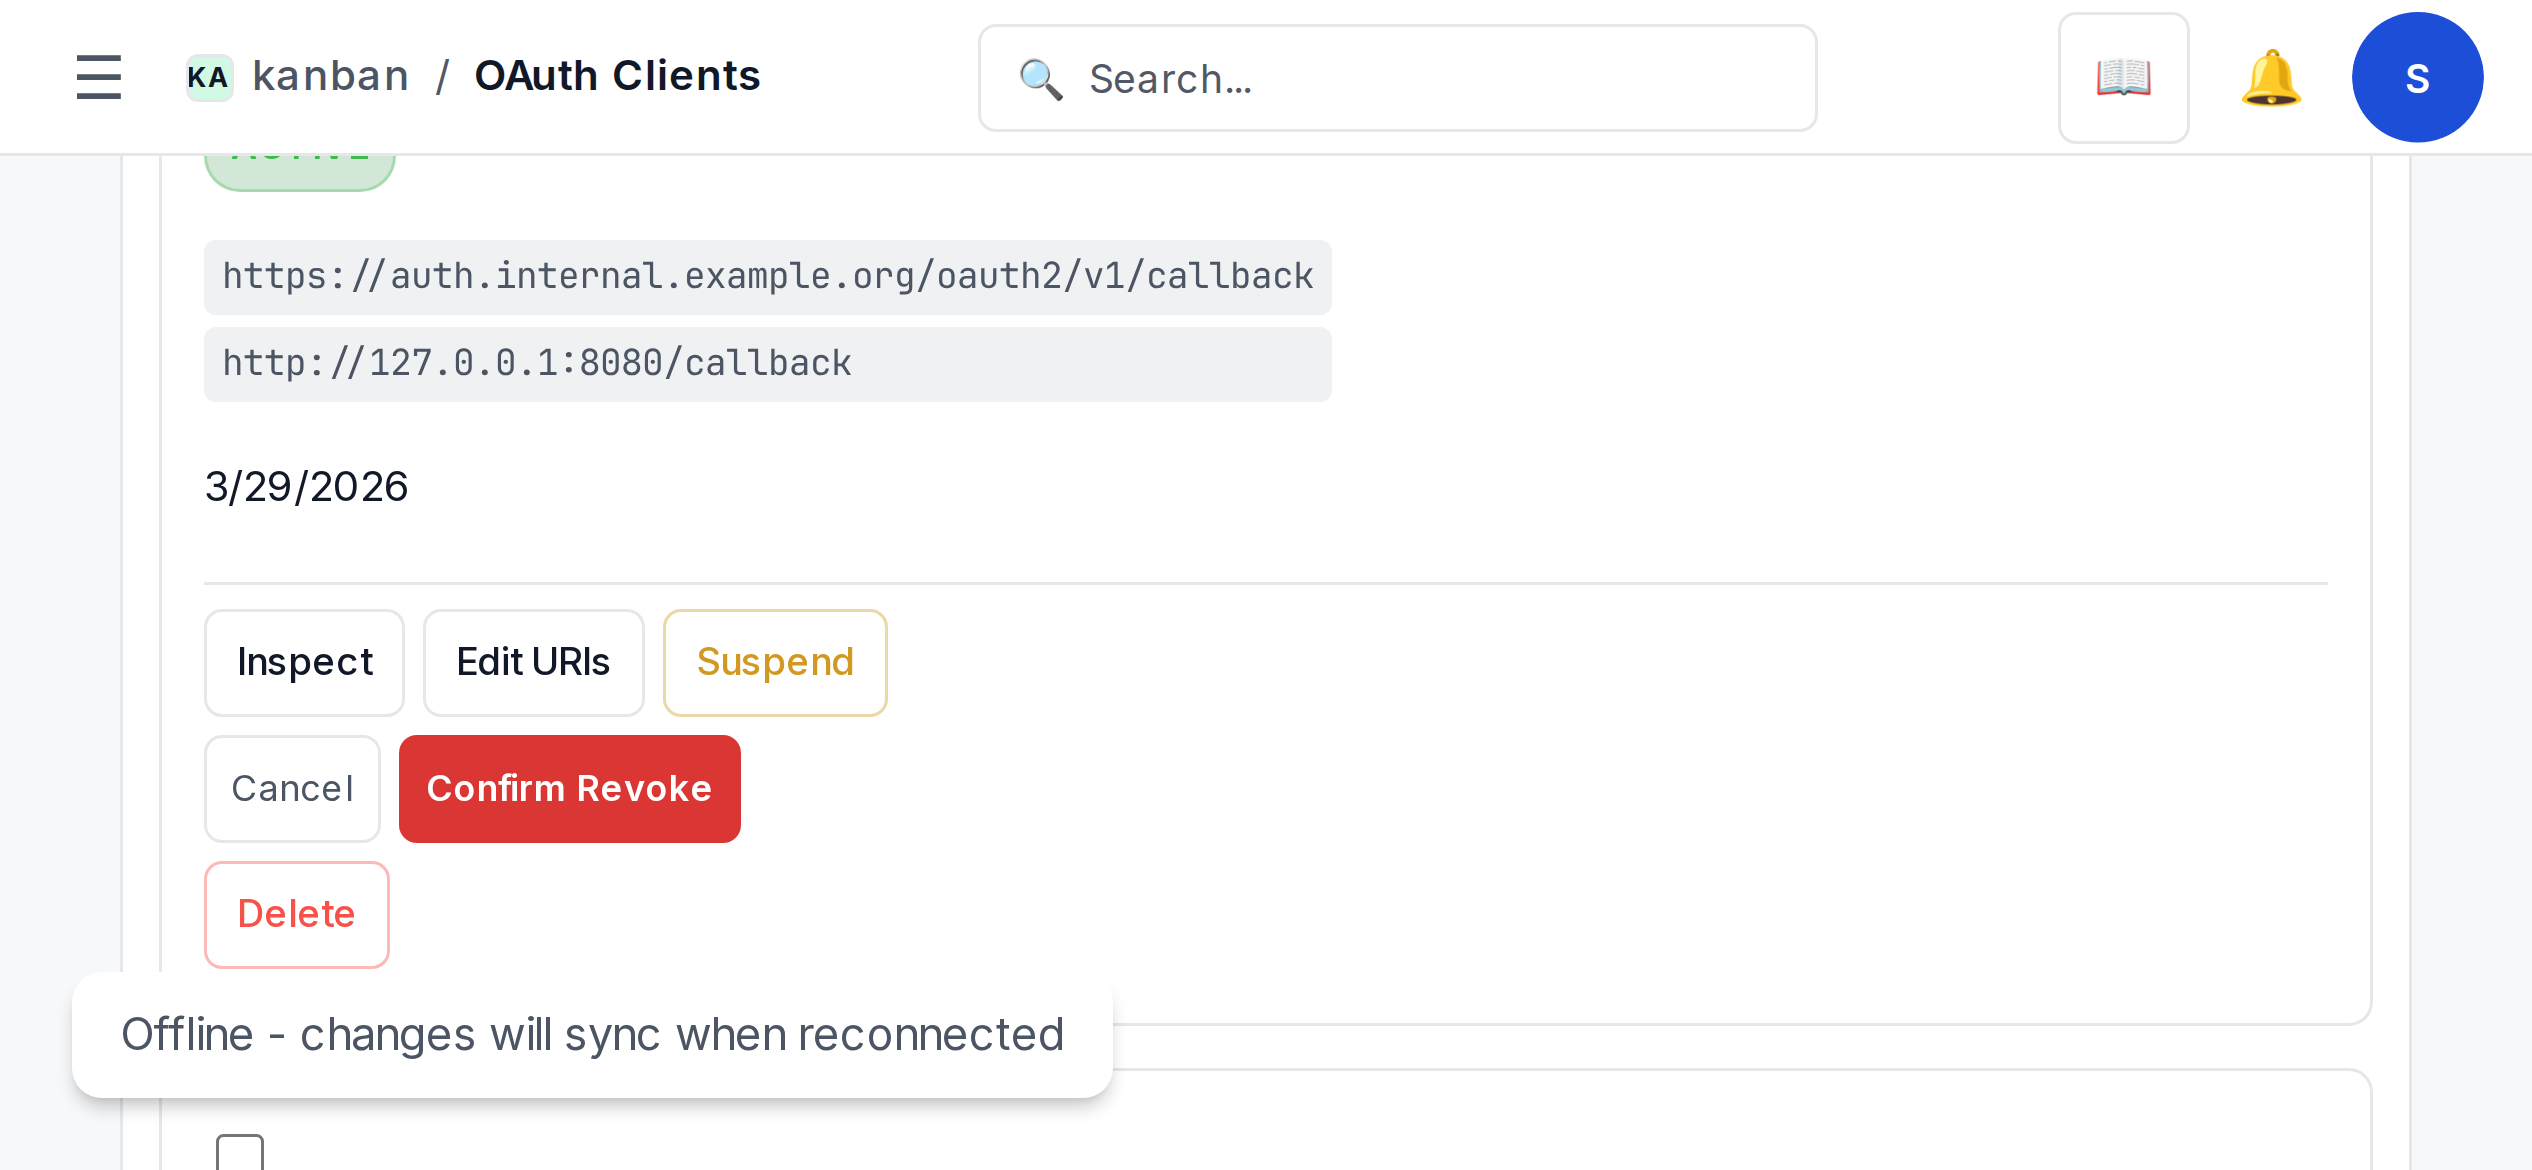 ☰ KA kanban / OAuth Clients Search... S
ACTIVE
https://auth.internal.example.org/oauth2/v1/callback
http://127.0.0.1:8080/callback
3/29/2026
Inspect Edit URIs Suspend
Cancel Confirm Revoke
Delete
Offline - changes will sync when reconnected